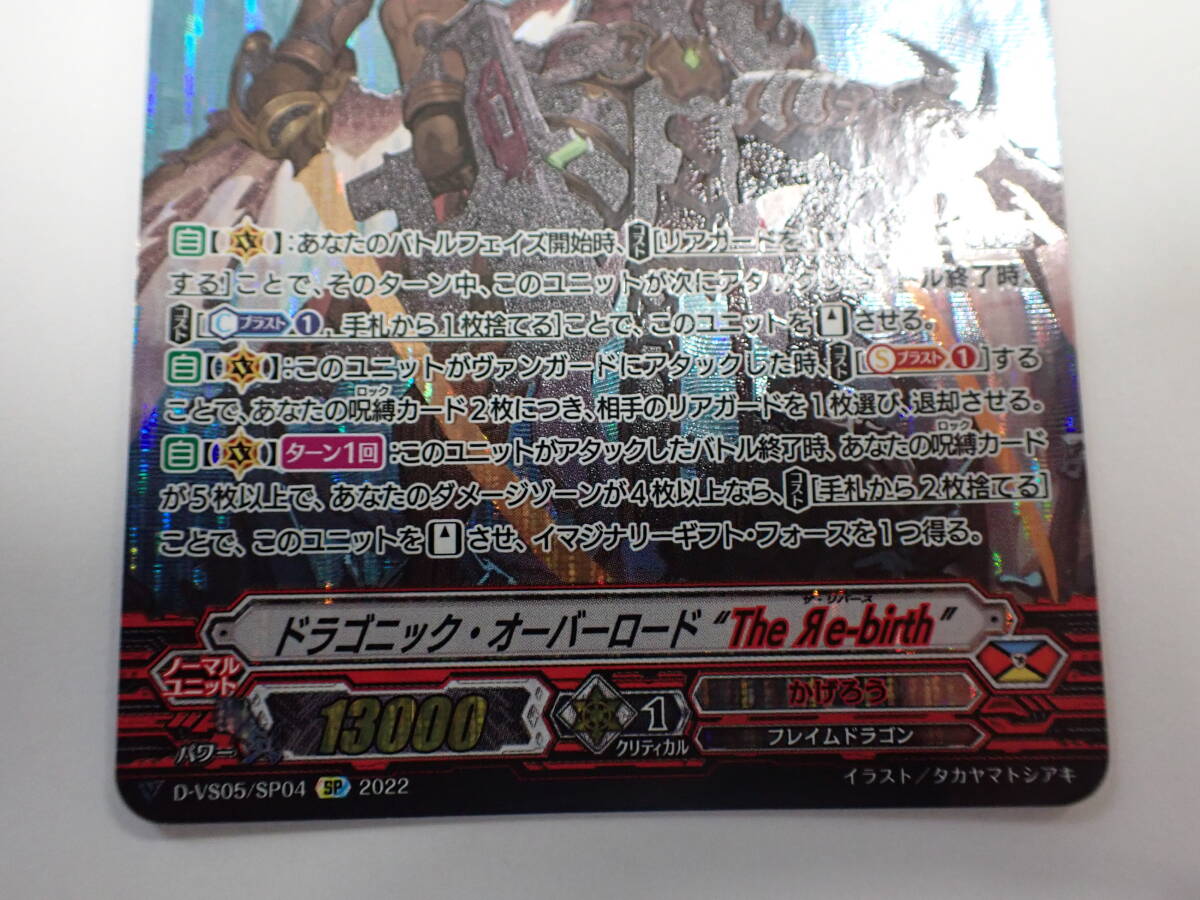 自【V】:あなたのバトルフェイズ開始時、コスト[リアガードを
する]ことで、そのターン中、このユニットが次にアタックし ル終了時、
コスト[Cブラスト1, 手札から1枚捨てる]ことで、このユニットを させる。
自【V】:このユニットがヴァンガードにアタックした時、コスト[Sブラスト1]する
ロック
ことで、あなたの呪縛カード2枚につき、相手のリアガードを1枚選び、退却させる。
ロック
自【V】ターン1回:このユニットがアタックしたバトル終了時、あなたの呪縛カード
が5枚以上で、あなたのダメージゾーンが4枚以上なら、コスト[手札から2枚捨てる]
ことで、このユニットを させ、イマジナリーギフト・フォースを1つ得る。
ザ・リバース
ドラゴニック・オーバーロード “The Яe-birth”
ノーマル
ユニット
かげろう
パワー 13000 1
クリティカル
フレイムドラゴン
D-VS05/SP04 SP 2022
イラスト/タカヤマトシアキ